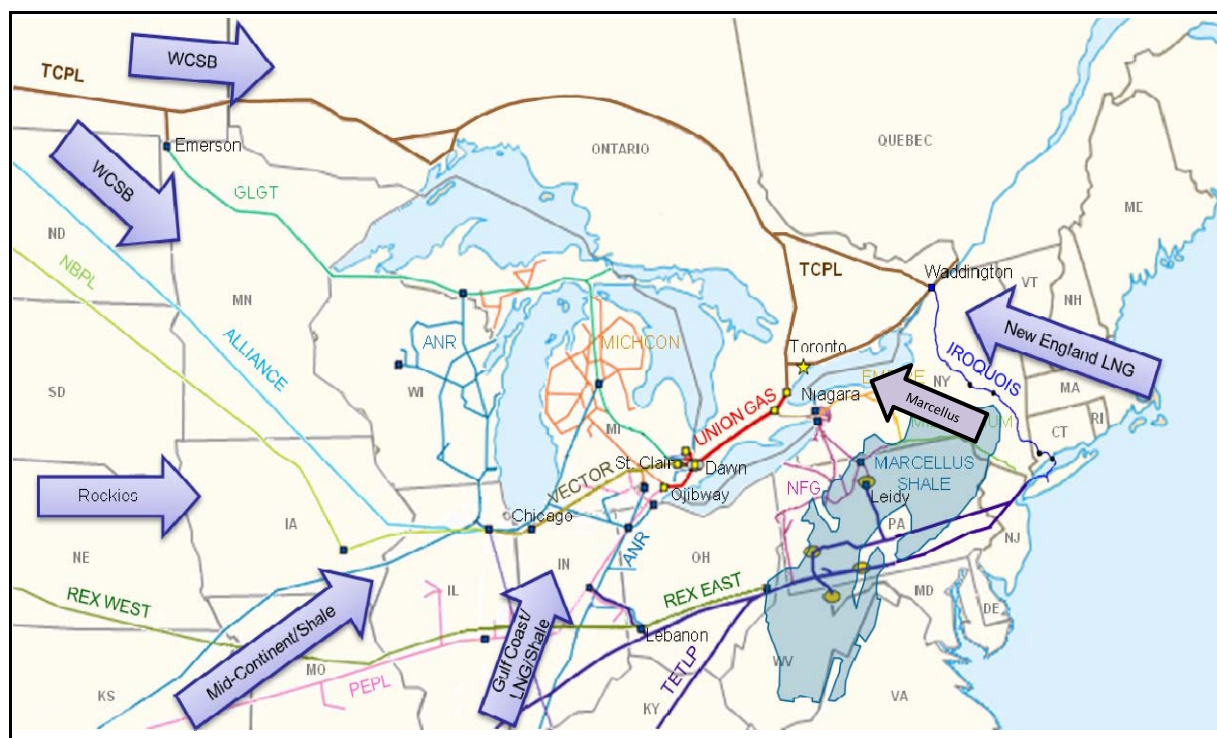 WCSB
TCPL
Emerson
QUEBEC
ONTARIO
WCSB
GLGT
ME
ND
NBPL
TCPL
Waddington
VT
NH
MN
ALLIANCE
ANR
MICHCON
Toronto
New England LNG
SD
WI
IROQUOIS
NY
Niagara
Marcellus
MA
RI
CT
UNION GAS
MI
St. Clair
Dawn
VECTOR
MARCELLUS
SHALE
Ojibway
NFG
Leidy
Rockies
IA
Chicago
PA
NJ
NE
ANR
OH
IN
IL
REX WEST
REX EAST
MD
DE
Mid-Continent/Shale
Gulf Coast/
LNG/Shale
Lebanon
MO
WV
KS
PEPL
TETLP
KY
VA